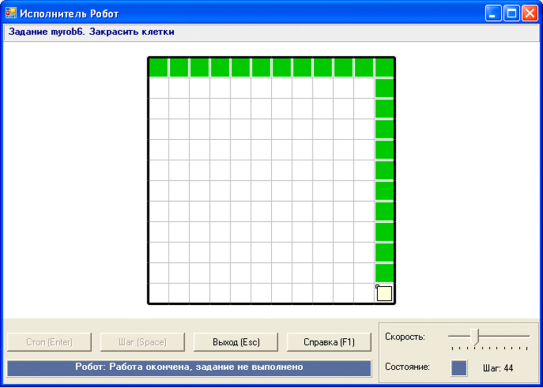 Исполнитель Робот
Задание myrob6. Закрасить клетки
Стоп (Enter)
Шаг (Space)
Выход (Esc)
Справка (F1)
Скорость:
Робот: Работа окончена, задание не выполнено
Состояние:
Шаг: 44